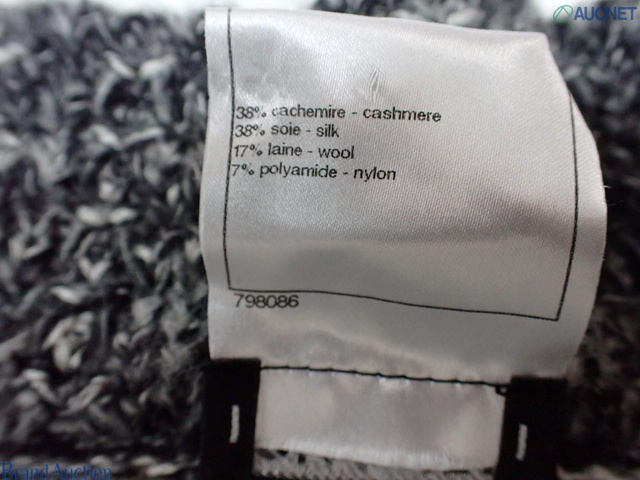 AUCNET
38% cachemire - cashmere
38% soie - silk
17% laine - wool
7% polyamide - nylon
798086
Brand Auction